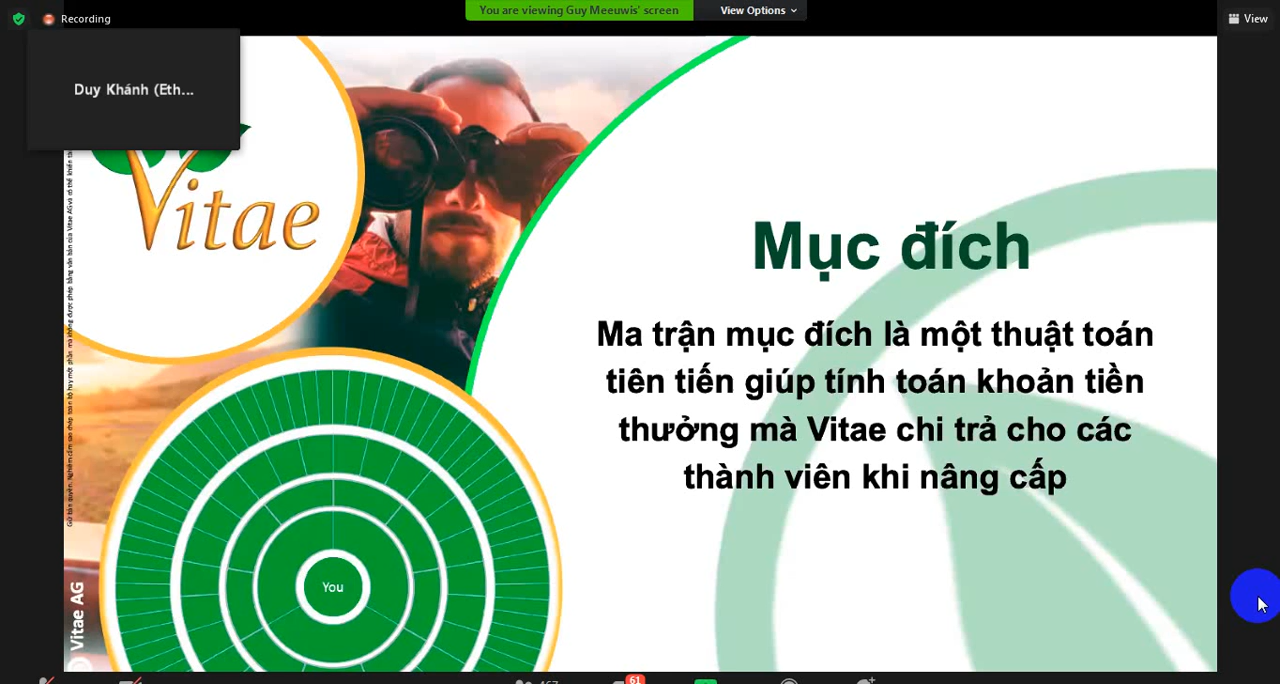 You are viewing Guy Meeuwis' screen
View Options
Recording
View
Duy Khánh (Eth...
Vitae
Mục đích
Ma trận mục đích là một thuật toán
tiên tiến giúp tính toán khoản tiền
thưởng mà Vitae chi trả cho các
thành viên khi nâng cấp
You
Vitae AG
61